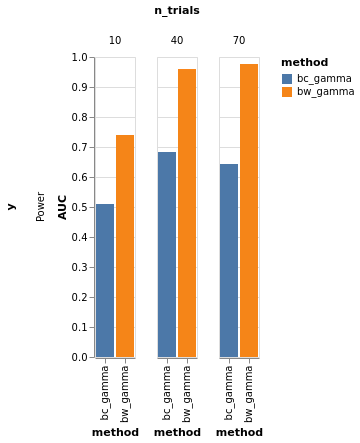 n_trials
10 40 70
method
bc_gamma
bw_gamma
1.0
0.9
0.8
0.7
0.6
0.5
0.4
0.3
0.2
0.1
0.0
y
Power
AUC
bc_gamma bw_gamma bc_gamma bw_gamma bc_gamma bw_gamma
method method method